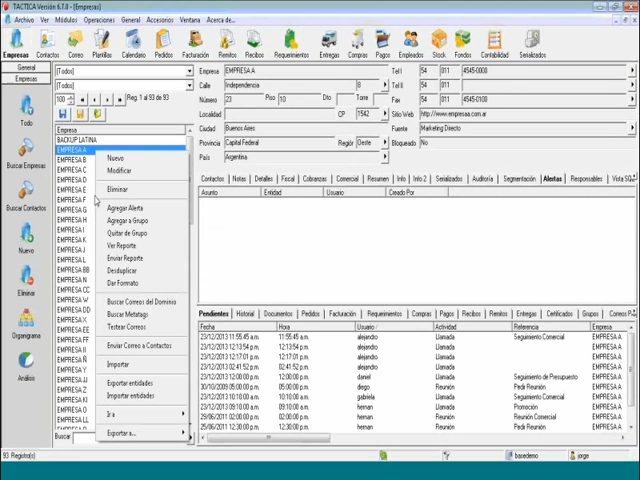 TACTICA Versión 6.7.0 - [Empresas]
Archivo Ver Módulos Operaciones General Accesorios Ventana Acerca de...
Empresas Contactos Correo Plantillas Calendario Pedidos Facturación Remitos Recibos Requerimientos Entregas Compras Pagos Empleados Stock Fondos Contabilidad Serializados
General
Empresas
Todo
Buscar Empresas
Buscar Contactos
Nuevo
Eliminar
Organigrama
Análisis
(Todos)
(Todos)
100 Reg. 1 al 93 de 93
Empresa
BACKUP LATINA
EMPRESA A
EMPRESA B
EMPRESA C
EMPRESA D
EMPRESA E
EMPRESA F
EMPRESA G
EMPRESA H
EMPRESA I
EMPRESA K
EMPRESA J
EMPRESA L
EMPRESA BB
EMPRESA N
EMPRESA CC
EMPRESA W
EMPRESA DD
EMPRESA X
EMPRESA EE
EMPRESA FF
EMPRESA II
EMPRESA Ñ
EMPRESA Y
EMPRESA JJ
EMPRESA Z
EMPRESA KK
EMPRESA O
EMPRESA LL
Buscar
Nuevo
Modificar
Eliminar
Agregar Alerta
Agregar a Grupo
Quitar de Grupo
Ver Reporte
Enviar Reporte
Desduplicar
Dar Formato
Buscar Correos del Dominio
Buscar Metatags
Testear Correos
Enviar Correo a Contactos
Importar
Exportar entidades
Importar entidades
Ir a
Exportar a...
Empresa EMPRESA A
Calle Independencia 8
Número 23 Piso 10 Dto Torre
Localidad CP 1542
Ciudad Buenos Aires
Provincia Capital Federal Región Oeste
País Argentina
Tel I 54 011 4545-0008
Tel II 54 011
Fax 54 011 4545-0100
Sitio Web http://www.empresaa.com.ar
Fuente Marketing Directo
Bloqueado No
Contactos Notas Detalles Fiscal Cobranzas Comercial Resumen Info Info 2 Serializados Auditoría Segmentación Alertas Responsables Vista SQ
Asunto Entidad Usuario Creado Por
Pendientes Historial Documentos Pedidos Facturación Requerimientos Compras Pagos Recibos Remitos Entregas Certificados Grupos Correos P
Fecha Hora Usuario / Actividad Referencia Empresa
23/12/2013 11:55:45 a.m. 11:55:45 a.m. alejandro Llamada Seguimiento Comercial EMPRESA A
23/12/2013 12:13:54 p.m. 12:13:54 p.m. alejandro Llamada EMPRESA A
23/12/2013 12:17:01 p.m. 12:17:01 p.m. alejandro Llamada EMPRESA A
23/12/2013 02:41:52 p.m. 02:41:52 p.m. alejandro Llamada EMPRESA A
23/12/2013 12:00:00 p.m. 12:00:00 p.m. daniel Llamada Seguimiento de Presupuesto EMPRESA A
30/10/2009 05:00:00 p.m. 05:00:00 p.m. diego Reunión Pedir Reunión EMPRESA A
23/12/2013 06:00:00 p.m. 06:00:00 p.m. gabriela Llamada Comercial EMPRESA A
23/12/2013 09:10:00 p.m. 09:10:00 p.m. hernan Llamada Promoción EMPRESA A
29/06/2011 02:00:00 p.m. 02:00:00 p.m. hernan Reunión Reunión Comercial EMPRESA A
25/07/2011 12:30:00 p.m. 12:30:00 p.m. hernan Reunión Pedir Reunión EMPRESA A
93 Registro(s) basedemo jorge